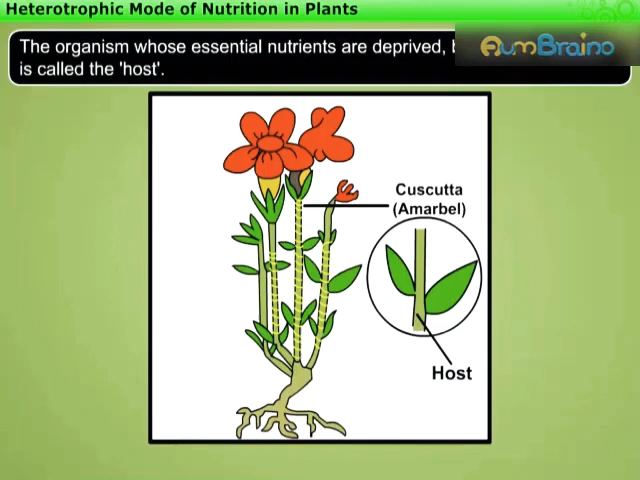 Heterotrophic Mode of Nutrition in Plants
The organism whose essential nutrients are deprived,
AumBraino
is called the 'host'.
Cuscutta
(Amarbel)
Host